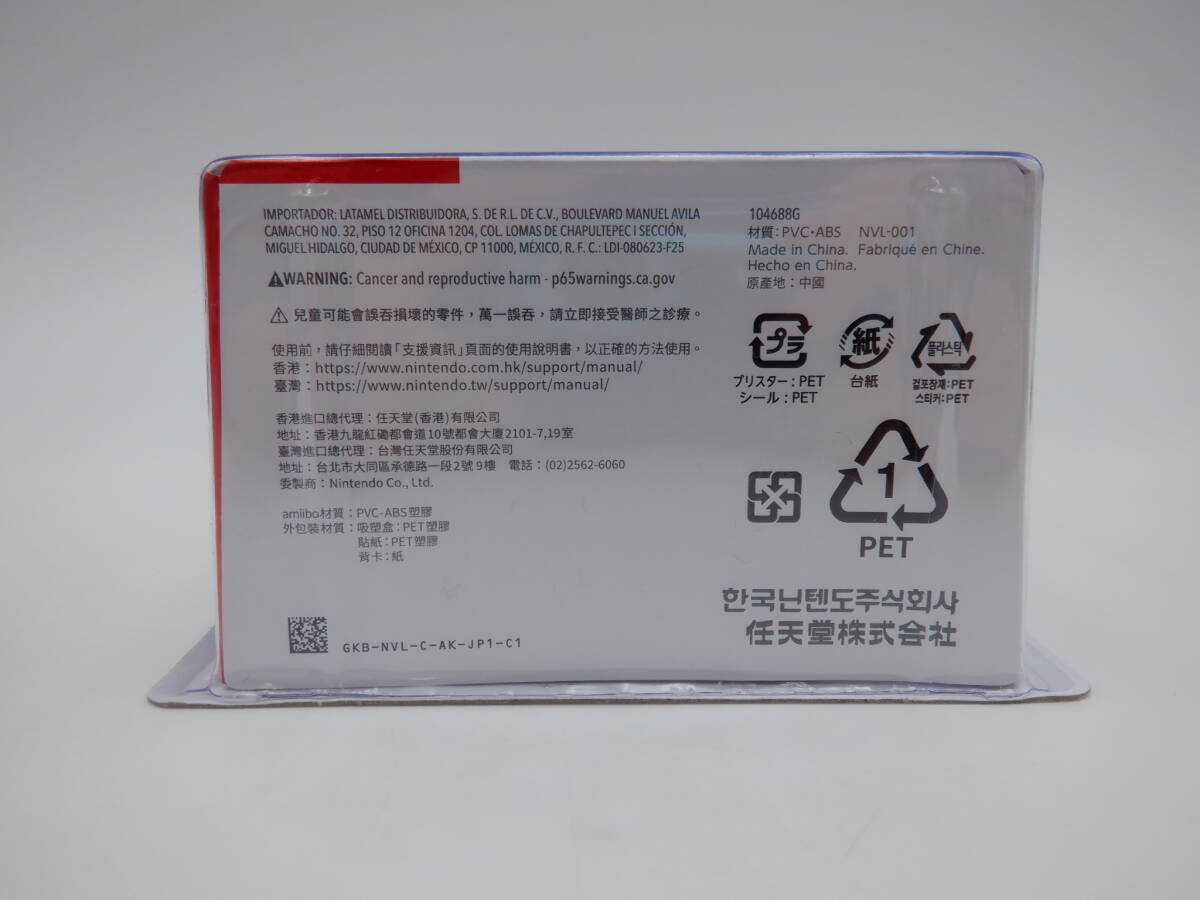 IMPORTADOR: LATAMEL DISTRIBUIDORA, S. DE R.L. DE C.V., BOULEVARD MANUEL AVILA
CAMACHO NO. 32, PISO 12 OFICINA 1204, COL. LOMAS DE CHAPULTEPEC I SECCIÓN,
MIGUEL HIDALGO, CIUDAD DE MÉXICO, CP 11000, MÉXICO, R. F. C.: LDI-080623-F25
⚠WARNING: Cancer and reproductive harm - p65warnings.ca.gov
⚠ 兒童可能會誤吞損壞的零件，萬一誤吞，請立即接受醫師之診療。
使用前，請仔細閱讀「支援資訊」頁面的使用說明書，以正確的方法使用。
香港：https://www.nintendo.com.hk/support/manual/
臺灣：https://www.nintendo.tw/support/manual/
香港進口總代理：任天堂(香港)有限公司
地址：香港九龍紅磡都會道10號都會大廈2101-7,19室
臺灣進口總代理：台灣任天堂股份有限公司
地址：台北市大同區承德路一段2號9樓 電話：(02)2562-6060
委製商：Nintendo Co., Ltd.
amiibo材質：PVC・ABS塑膠
外包裝材質：吸塑盒：PET塑膠
貼紙：PET塑膠
背卡：紙
GKB-NVL-C-AK-JP1-C1
104688G
材質：PVC・ABS NVL-001
Made in China. Fabriqué en Chine.
Hecho en China.
原產地：中國
プラ
ブリスター：PET
シール：PET
紙
台紙
플라스틱
겉포장재:PET
스티커:PET
1
PET
한국닌텐도주식회사
任天堂株式会社